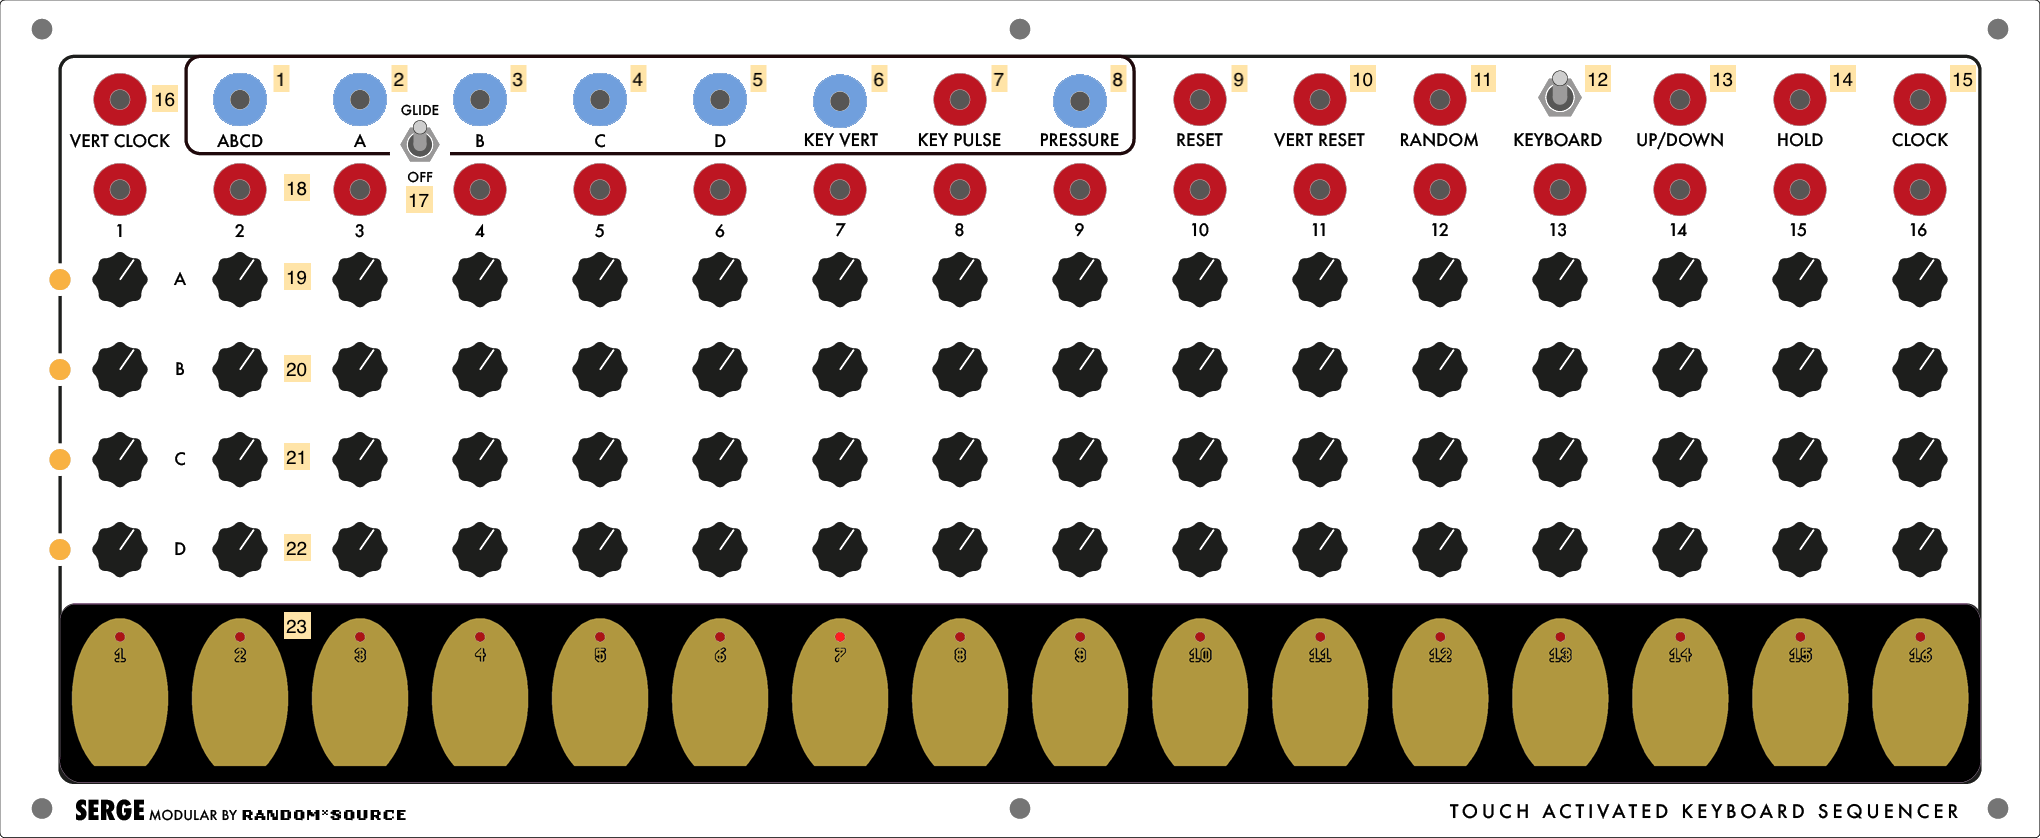 16 1 2 3 4 5 6 7 8 9 10 11 12 13 14 15
GLIDE
VERT CLOCK ABCD A B C D KEY VERT KEY PULSE PRESSURE RESET VERT RESET RANDOM KEYBOARD UP/DOWN HOLD CLOCK
OFF
18 17
1 2 3 4 5 6 7 8 9 10 11 12 13 14 15 16
A 19
B 20
C 21
D 22
23
1 2 3 4 5 6 7 8 9 10 11 12 13 14 15 16
SERGE MODULAR BY RANDOM*SOURCE TOUCH ACTIVATED KEYBOARD SEQUENCER